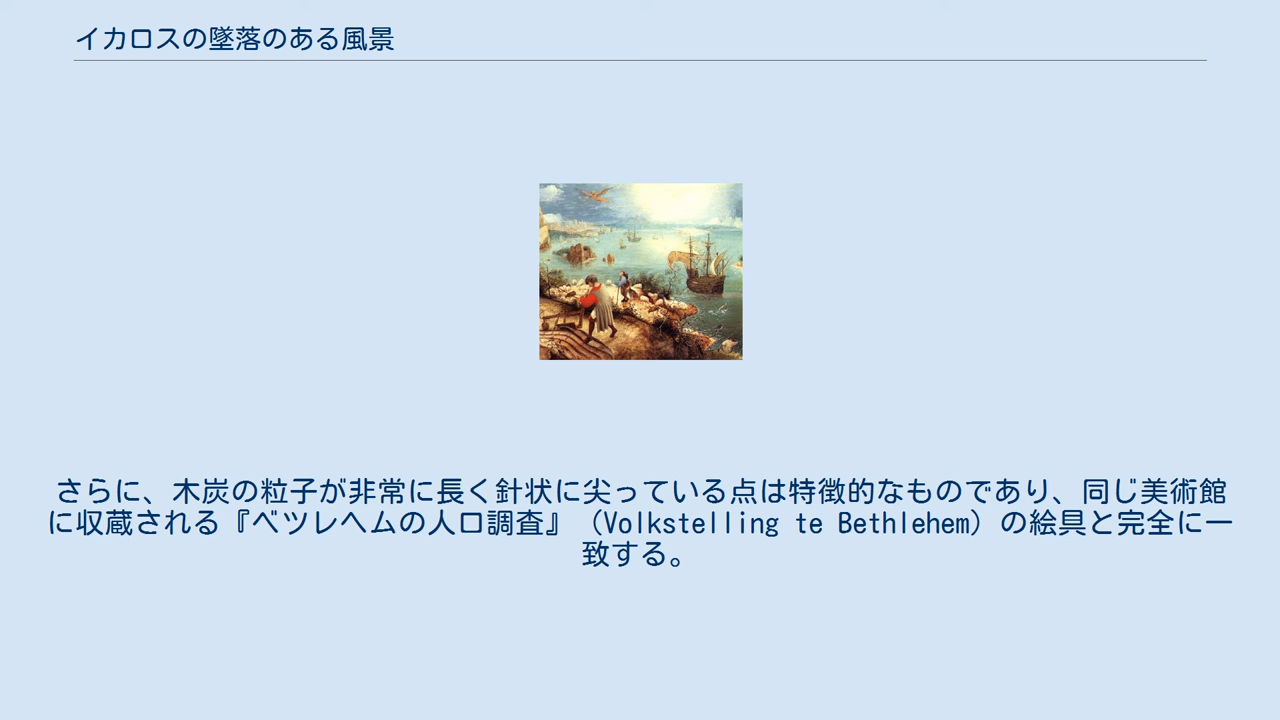 イカロスの墜落のある風景
さらに、木炭の粒子が非常に長く針状に尖っている点は特徴的なものであり、同じ美術館
に収蔵される『ベツレヘムの人口調査』（Volkstelling te Bethlehem）の絵具と完全に一
致する。